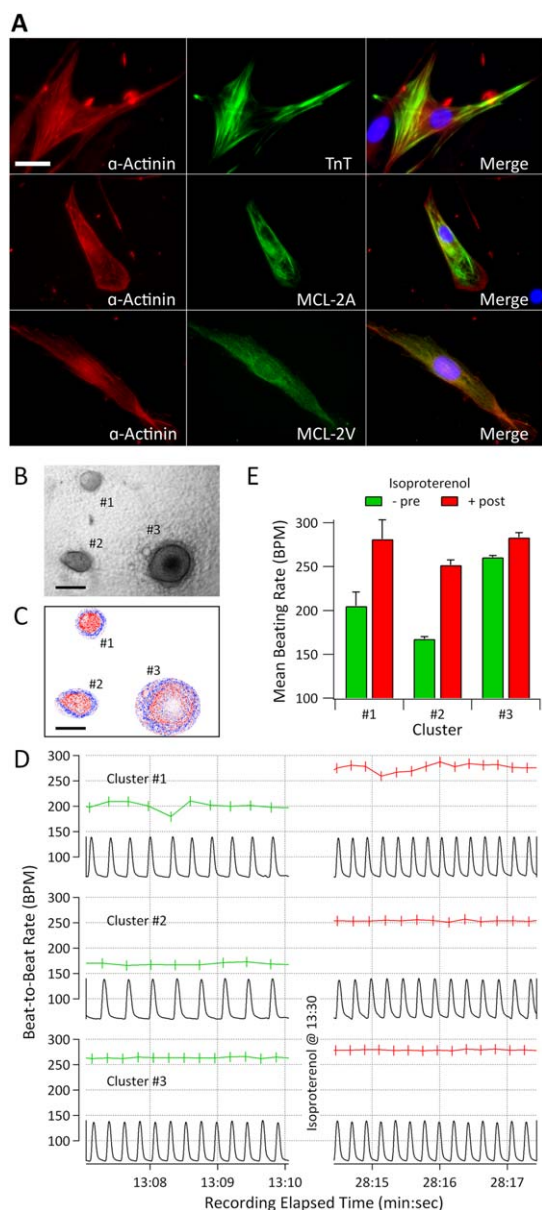 A
α-Actinin
TnT
Merge
α-Actinin
MCL-2A
Merge
α-Actinin
MCL-2V
Merge
B
#1
#2
#3
C
#1
#2
#3
E
Isoproterenol
- pre
+ post
Mean Beating Rate (BPM)
300
250
200
150
100
#1
#2
#3
Cluster
D
Beat-to-Beat Rate (BPM)
300
250
200
150
100
Cluster #1
300
250
200
150
100
Cluster #2
300
250
200
150
100
Cluster #3
Isoproterenol @ 13:30
13:08
13:09
13:10
28:15
28:16
28:17
Recording Elapsed Time (min:sec)